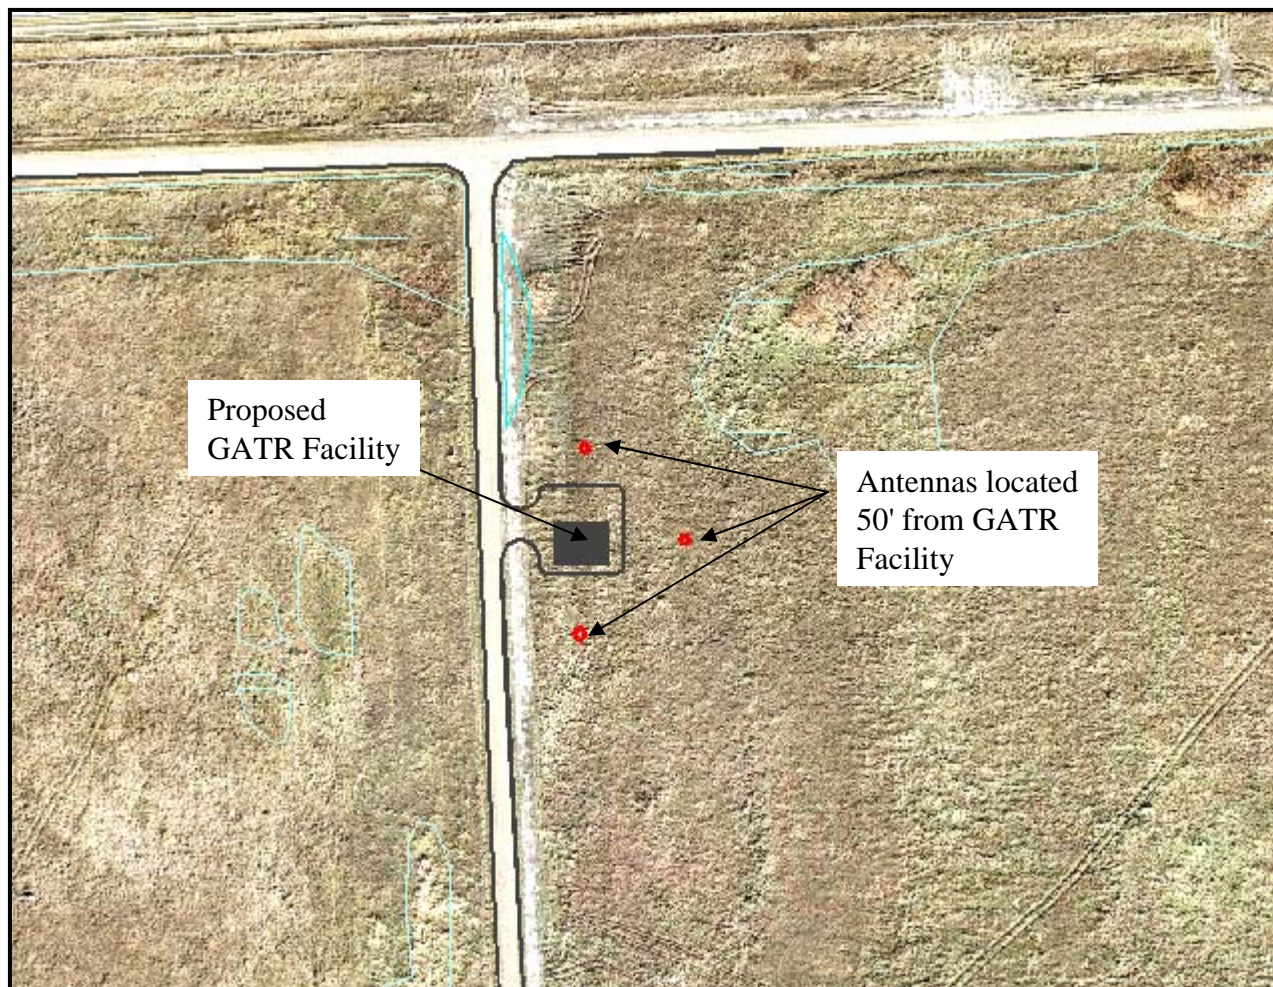 Proposed
GATR Facility
Antennas located
50' from GATR
Facility